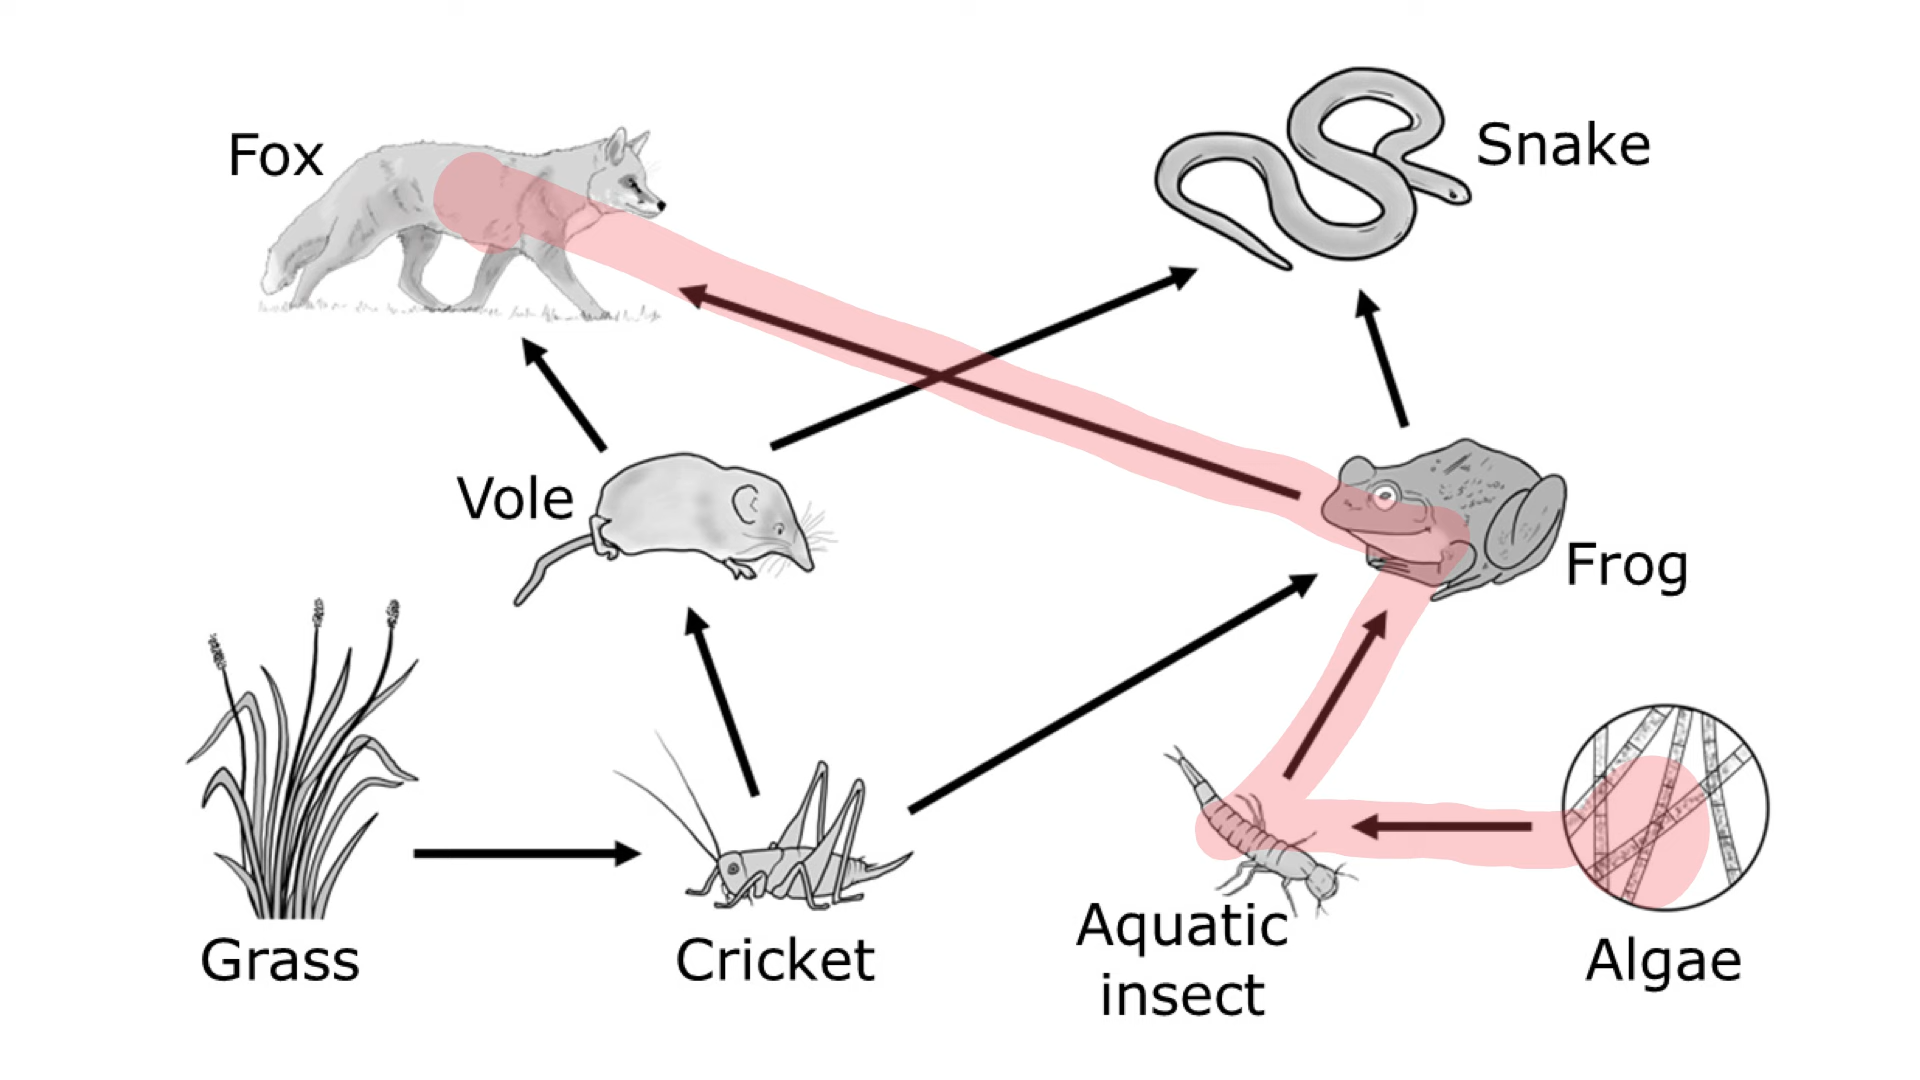 Fox
Snake
Vole
Frog
Grass
Cricket
Aquatic
insect
Algae